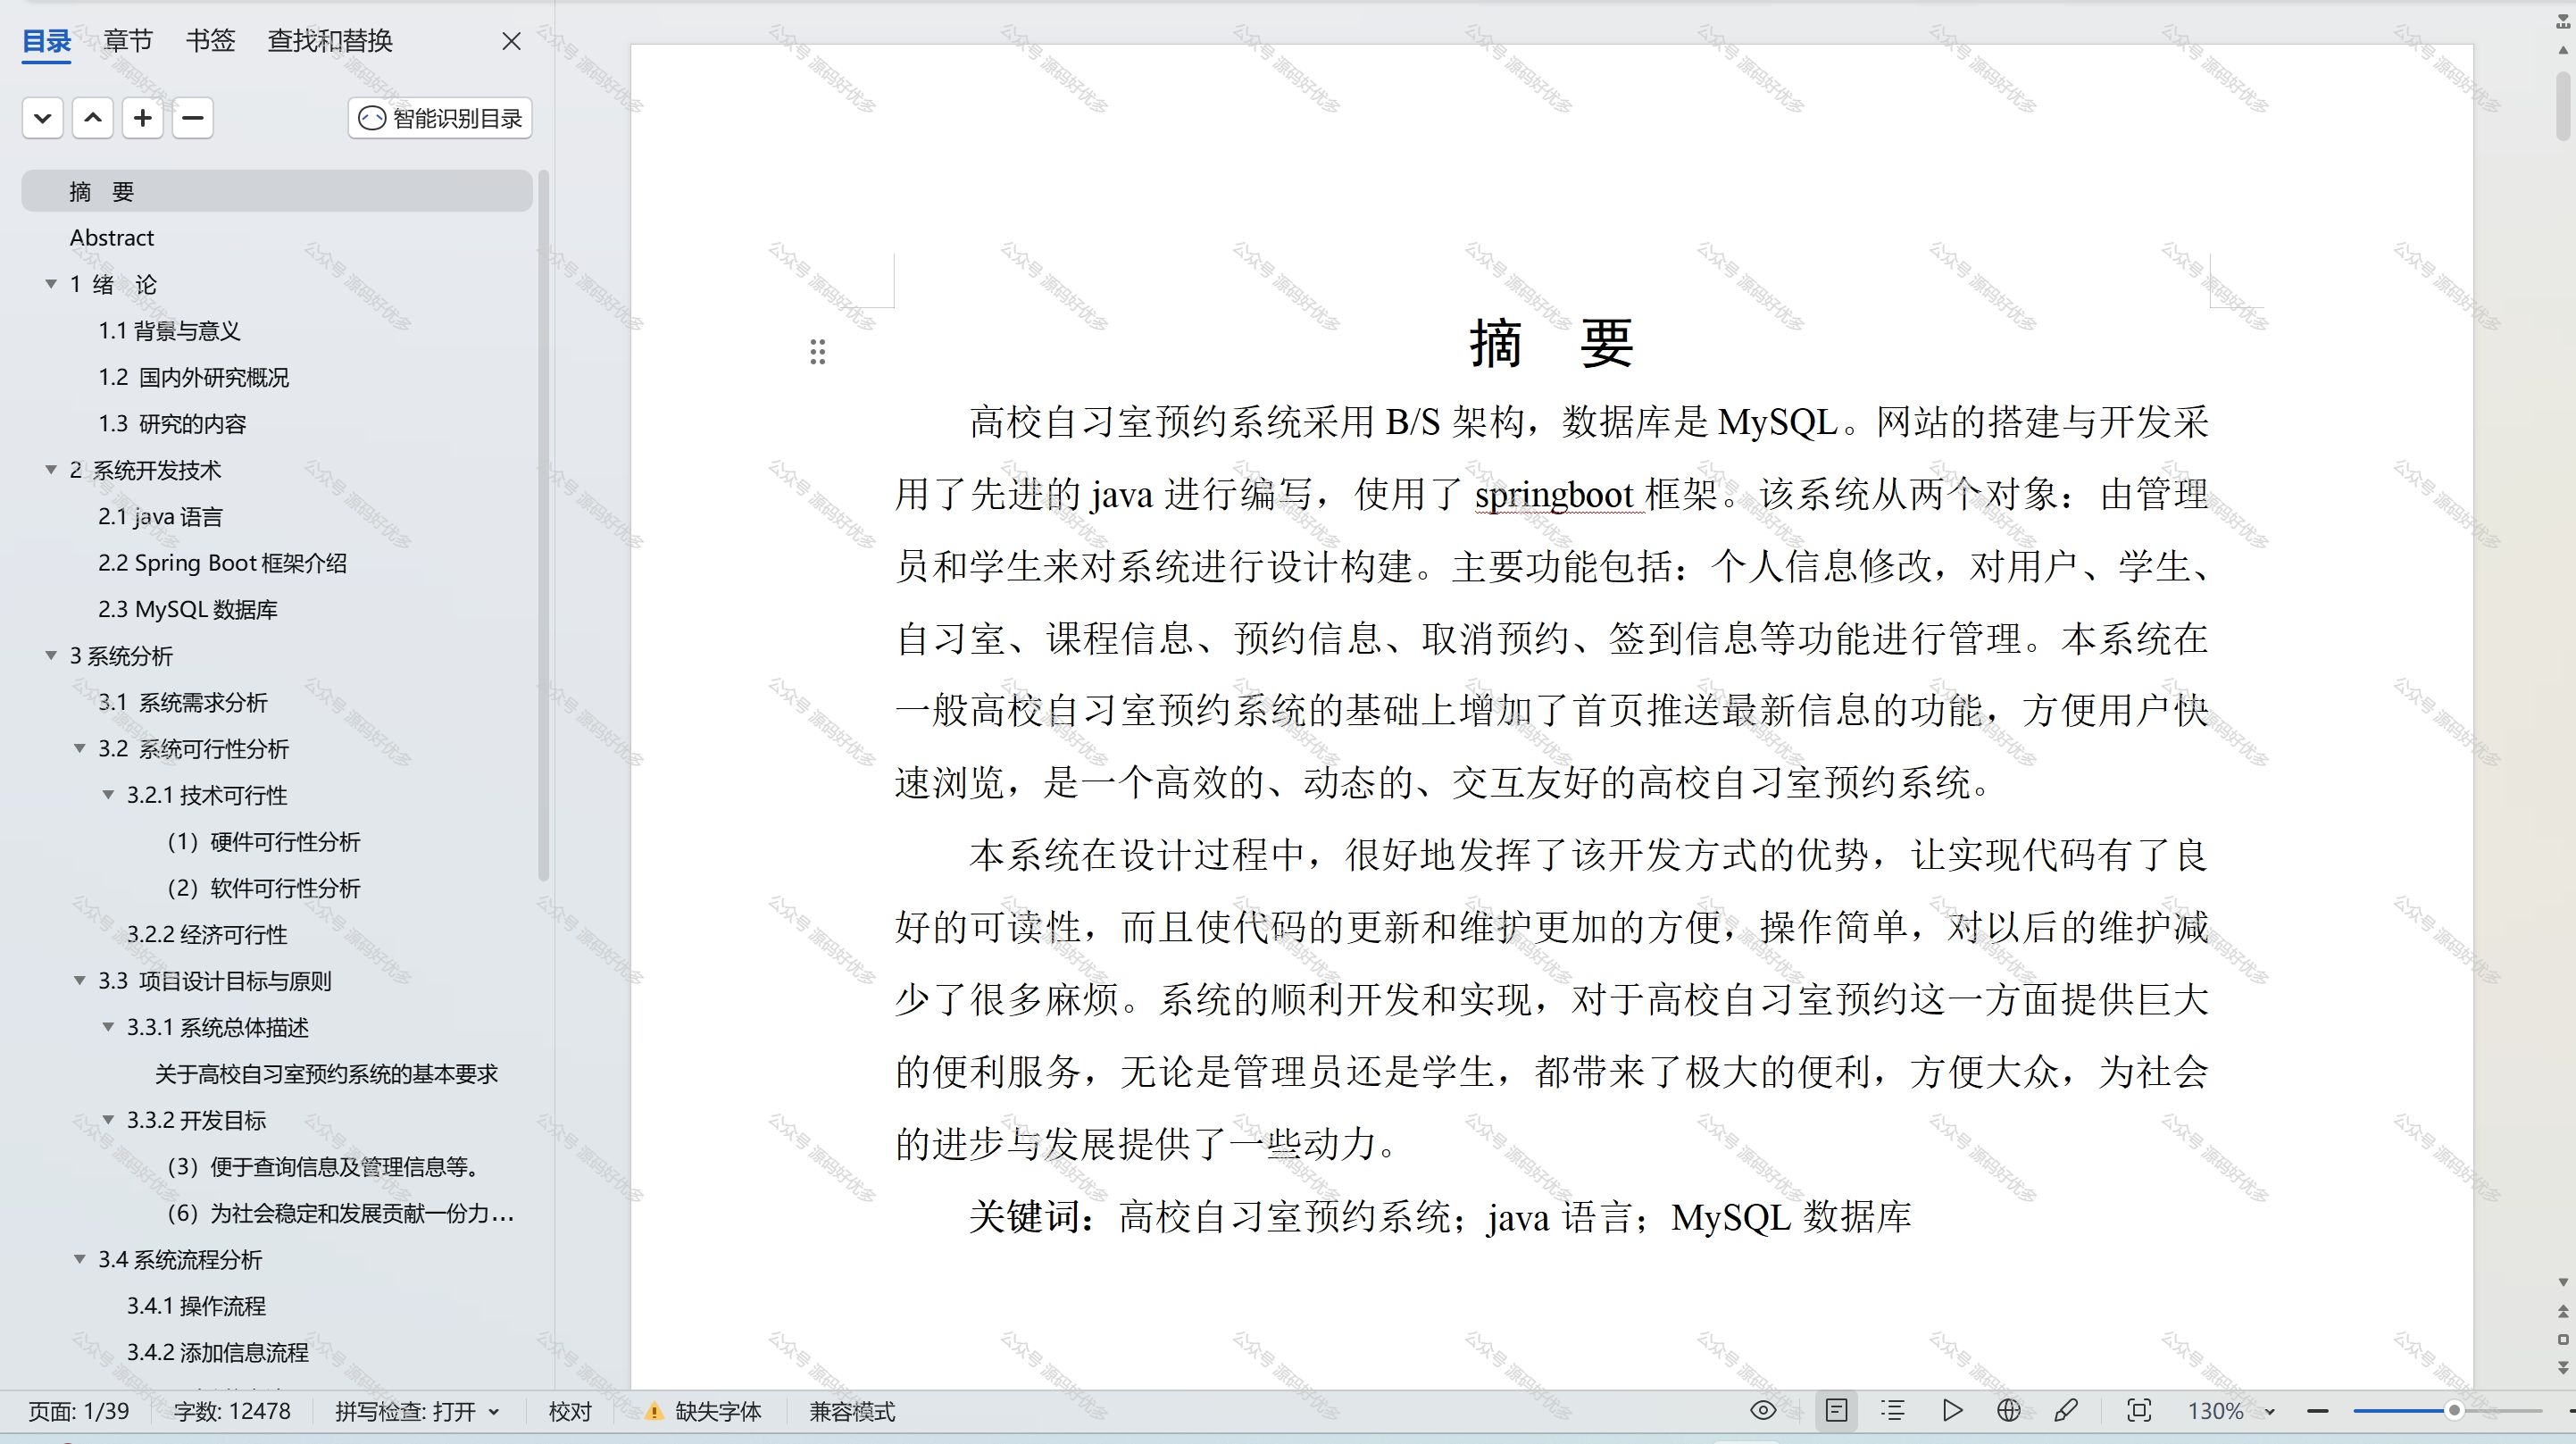 目录 章节 书签 查找和替换
智能识别目录
摘 要
Abstract
1 绪 论
1.1 背景与意义
1.2 国内外研究概况
1.3 研究的内容
2 系统开发技术
2.1 java 语言
2.2 Spring Boot 框架介绍
2.3 MySQL 数据库
3 系统分析
3.1 系统需求分析
3.2 系统可行性分析
3.2.1 技术可行性
（1）硬件可行性分析
（2）软件可行性分析
3.2.2 经济可行性
3.3 项目设计目标与原则
3.3.1 系统总体描述
关于高校自习室预约系统的基本要求
3.3.2 开发目标
（3）便于查询信息及管理信息等。
（6）为社会稳定和发展贡献一份力...
3.4 系统流程分析
3.4.1 操作流程
3.4.2 添加信息流程
摘 要
高校自习室预约系统采用 B/S 架构，数据库是 MySQL。网站的搭建与开发采
用了先进的 java 进行编写，使用了 springboot 框架。该系统从两个对象：由管理
员和学生来对系统进行设计构建。主要功能包括：个人信息修改，对用户、学生、
自习室、课程信息、预约信息、取消预约、签到信息等功能进行管理。本系统在
一般高校自习室预约系统的基础上增加了首页推送最新信息的功能，方便用户快
速浏览，是一个高效的、动态的、交互友好的高校自习室预约系统。
本系统在设计过程中，很好地发挥了该开发方式的优势，让实现代码有了良
好的可读性，而且使代码的更新和维护更加的方便，操作简单，对以后的维护减
少了很多麻烦。系统的顺利开发和实现，对于高校自习室预约这一方面提供巨大
的便利服务，无论是管理员还是学生，都带来了极大的便利，方便大众，为社会
的进步与发展提供了一些动力。
关键词：高校自习室预约系统；java 语言；MySQL 数据库
页面: 1/39 字数: 12478 拼写检查: 打开 校对 缺失字体 兼容模式 130%
公众号 源码好优多